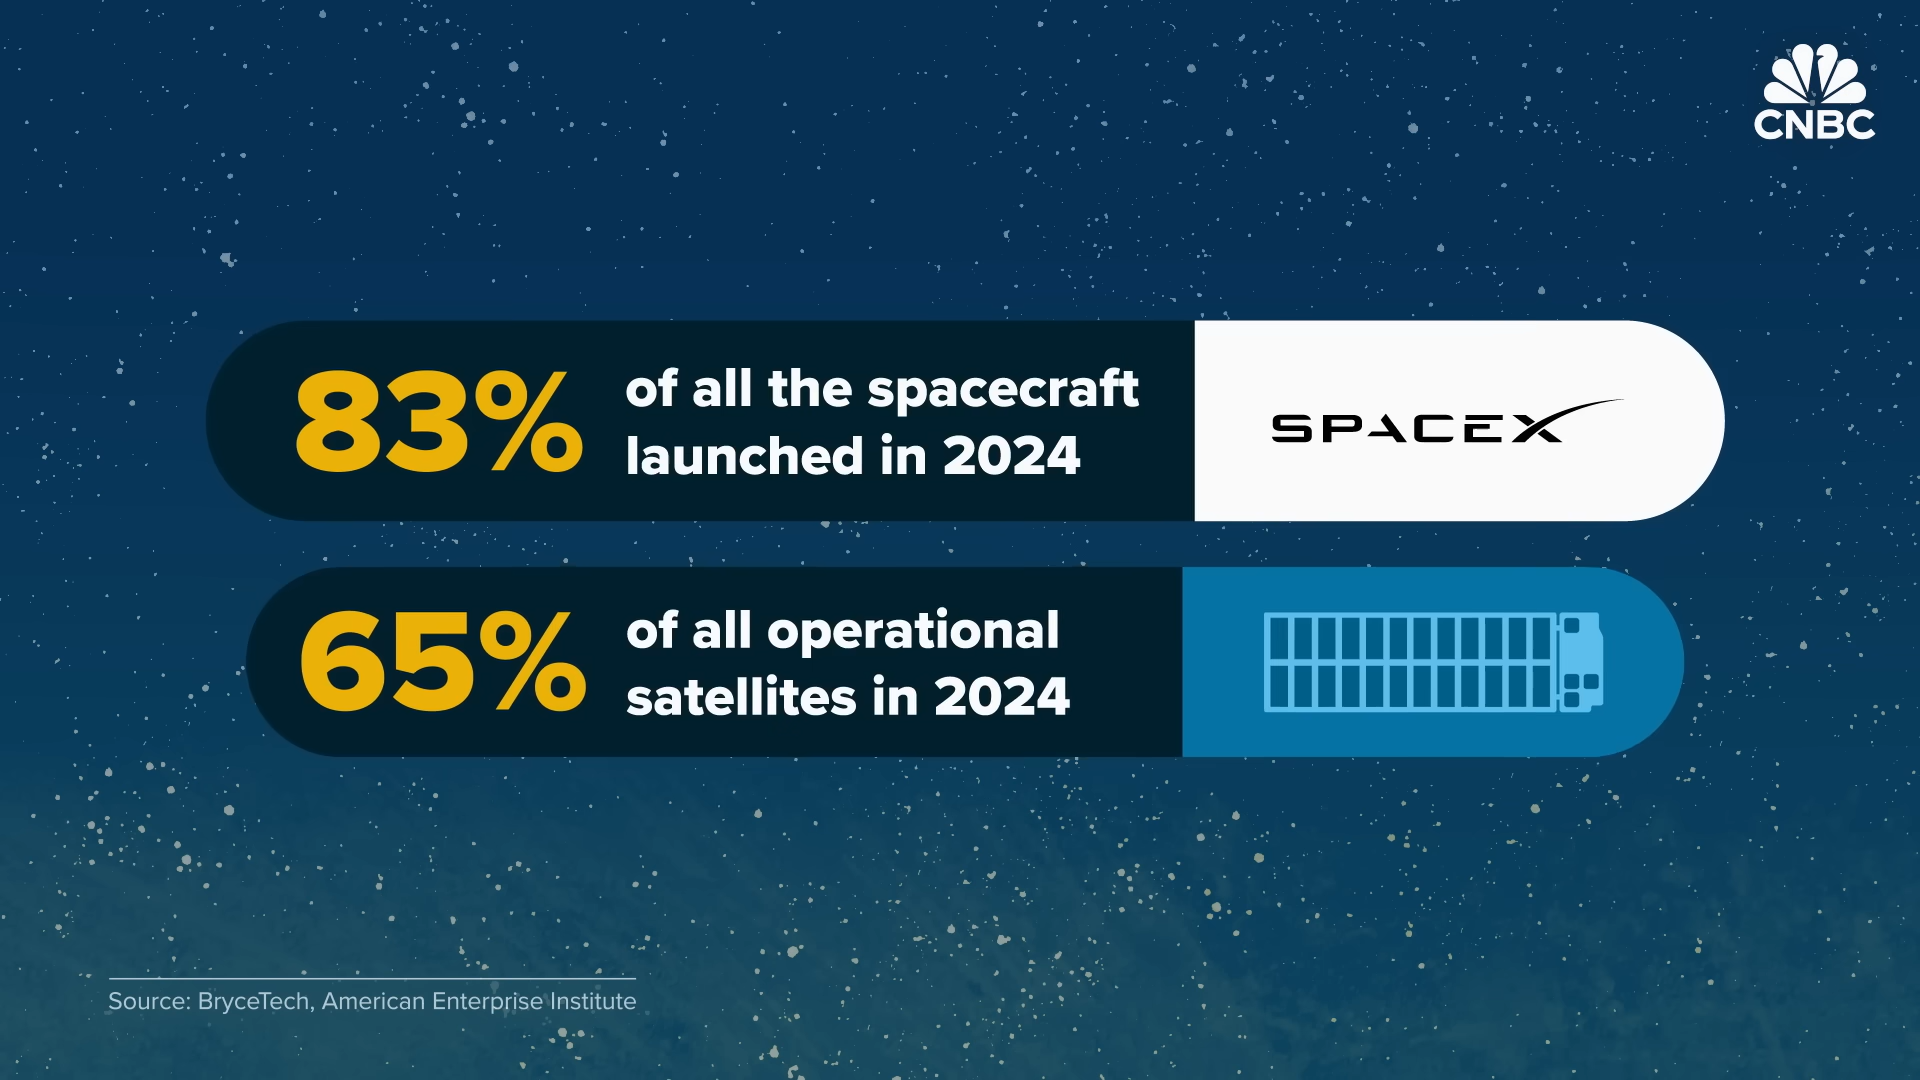 CNBC
83%
of all the spacecraft
launched in 2024
SPACEX
65%
of all operational
satellites in 2024
Source: BryceTech, American Enterprise Institute